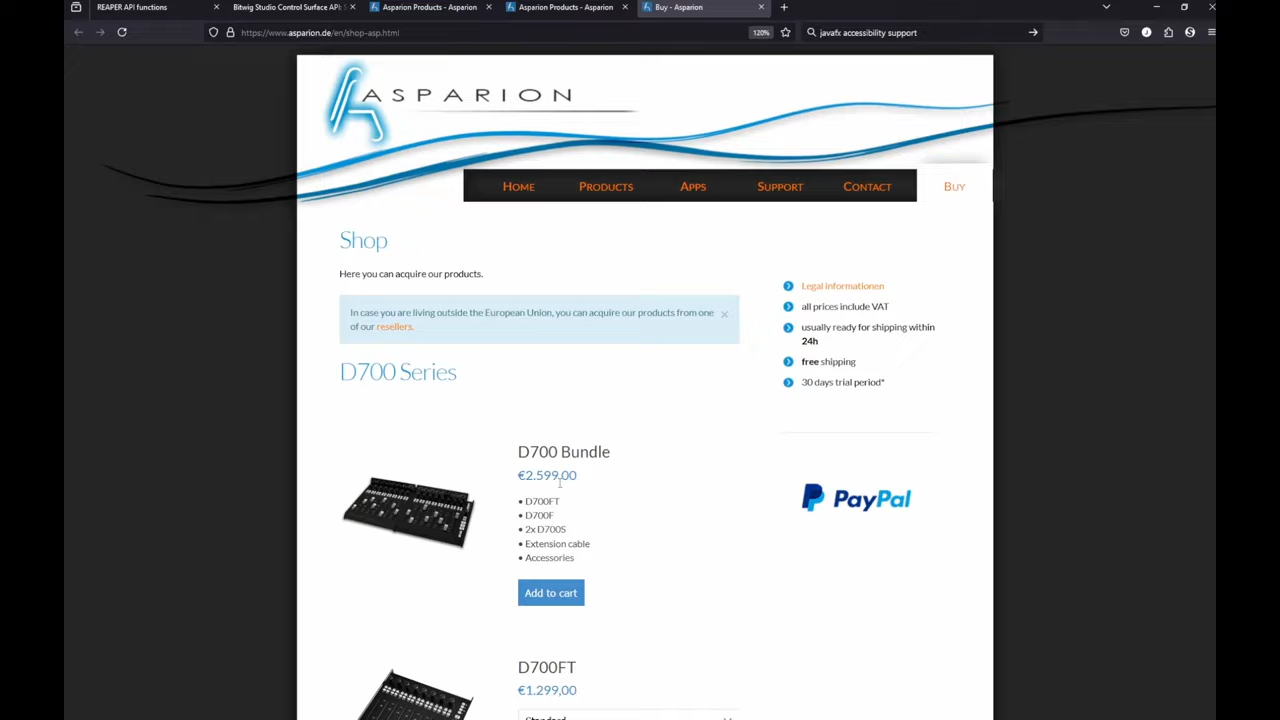 REAPER API functions
Bitwig Studio Control Surface API:
Asparion Products - Asparion
Asparion Products - Asparion
Buy - Asparion
https://www.asparion.de/en/shop-asp.html
120%
javafx accessibility support
ASPARION
HOME
PRODUCTS
APPS
SUPPORT
CONTACT
BUY
Shop
Here you can acquire our products.
In case you are living outside the European Union, you can acquire our products from one
of our resellers.
Legal informationen
all prices include VAT
usually ready for shipping within
24h
free shipping
30 days trial period*
D700 Series
D700 Bundle
€2.599,00
• D700FT
• D700F
• 2x D700S
• Extension cable
• Accessories
Add to cart
PayPal
D700FT
€1.299,00
Standard